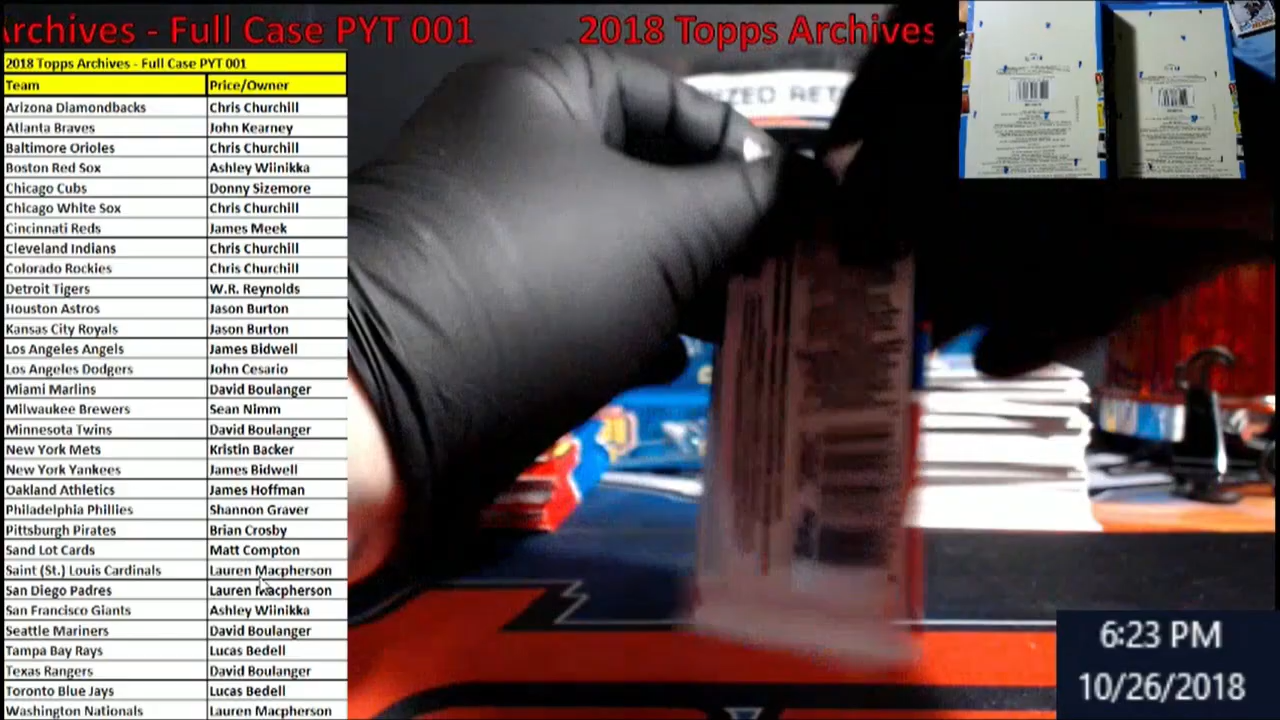 Archives - Full Case PYT 001 2018 Topps Archives
2018 Topps Archives - Full Case PYT 001
Team Price/Owner
Arizona Diamondbacks Chris Churchill
Atlanta Braves John Kearney
Baltimore Orioles Chris Churchill
Boston Red Sox Ashley Wiinikka
Chicago Cubs Donny Sizemore
Chicago White Sox Chris Churchill
Cincinnati Reds James Meek
Cleveland Indians Chris Churchill
Colorado Rockies Chris Churchill
Detroit Tigers W.R. Reynolds
Houston Astros Jason Burton
Kansas City Royals Jason Burton
Los Angeles Angels James Bidwell
Los Angeles Dodgers John Cesario
Miami Marlins David Boulanger
Milwaukee Brewers Sean Nimm
Minnesota Twins David Boulanger
New York Mets Kristin Backer
New York Yankees James Bidwell
Oakland Athletics James Hoffman
Philadelphia Phillies Shannon Graver
Pittsburgh Pirates Brian Crosby
Sand Lot Cards Matt Compton
Saint (St.) Louis Cardinals Lauren Macpherson
San Diego Padres Lauren Macpherson
San Francisco Giants Ashley Wiinikka
Seattle Mariners David Boulanger
Tampa Bay Rays Lucas Bedell
Texas Rangers David Boulanger
Toronto Blue Jays Lucas Bedell
Washington Nationals Lauren Macpherson
6:23 PM
10/26/2018